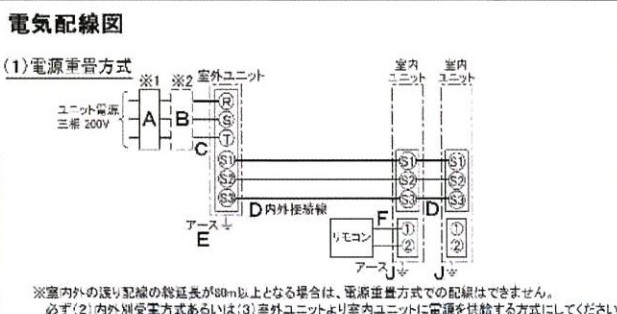 電気配線図
(1)電源重畳方式
※1 ※2 室外ユニット 室内ユニット 室内ユニット
ユニット電源
三相 200V
A B
R
S
T
C
S1 S1 S1
S2 S2 S2
S3 S3 S3
D 内外接続線 D
アース
E
リモコン
F
① ①
② ②
アース J J
※室内外の渡り配線の総延長が80m以上となる場合は、電源重畳方式での配線はできません。
必ず(2)内外別受電方式あるいは(3)室外ユニットより室内ユニットに電源を供給する方式にしてください